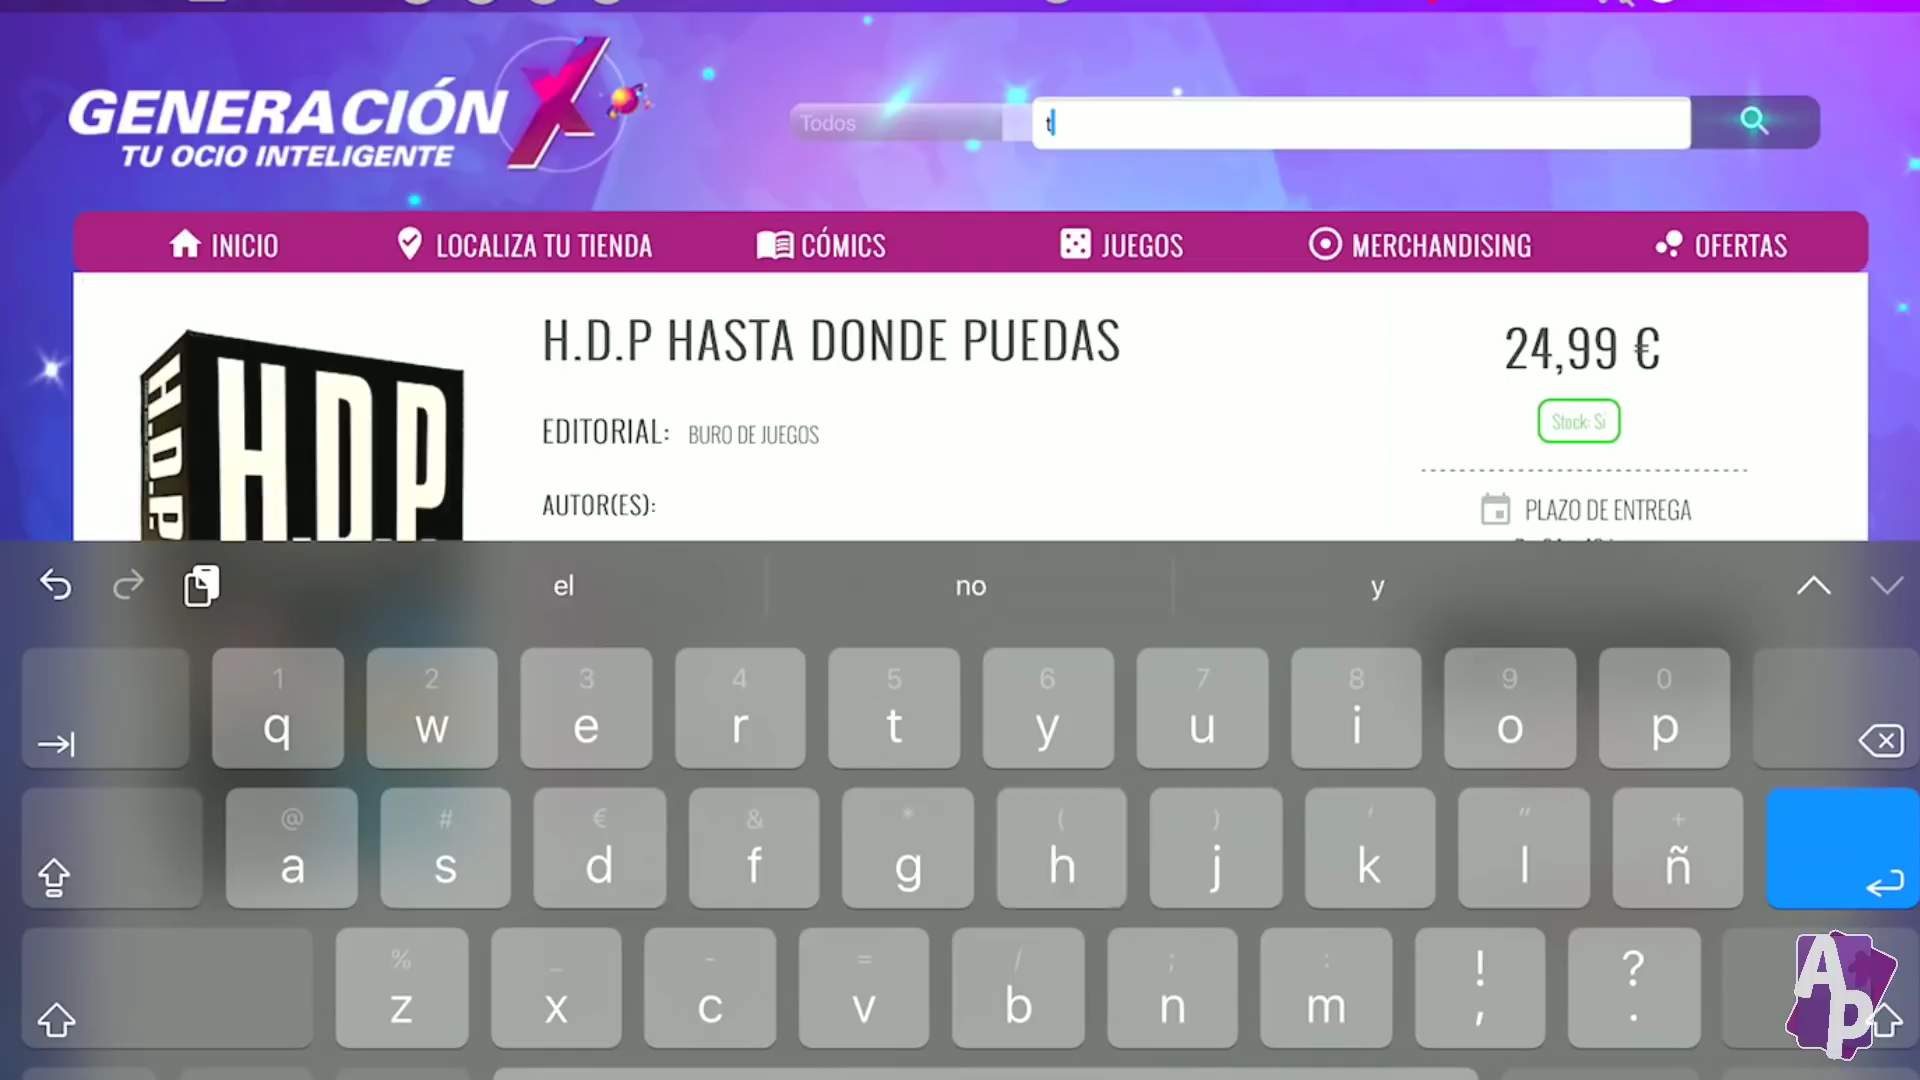 GENERACIÓN X
TU OCIO INTELIGENTE
Todos
t
INICIO
LOCALIZA TU TIENDA
CÓMICS
JUEGOS
MERCHANDISING
OFERTAS
H.D.P
H.D.P.
H.D.P HASTA DONDE PUEDAS
EDITORIAL: BURO DE JUEGOS
AUTOR(ES):
24,99 €
Stock: Si
PLAZO DE ENTREGA
el no y
1 2 3 4 5 6 7 8 9 0
q w e r t y u i o p
@ # € & * ( ) ' " +
a s d f g h j k l ñ
% _ - = / ; : ! ?
z x c v b n m , .
AP